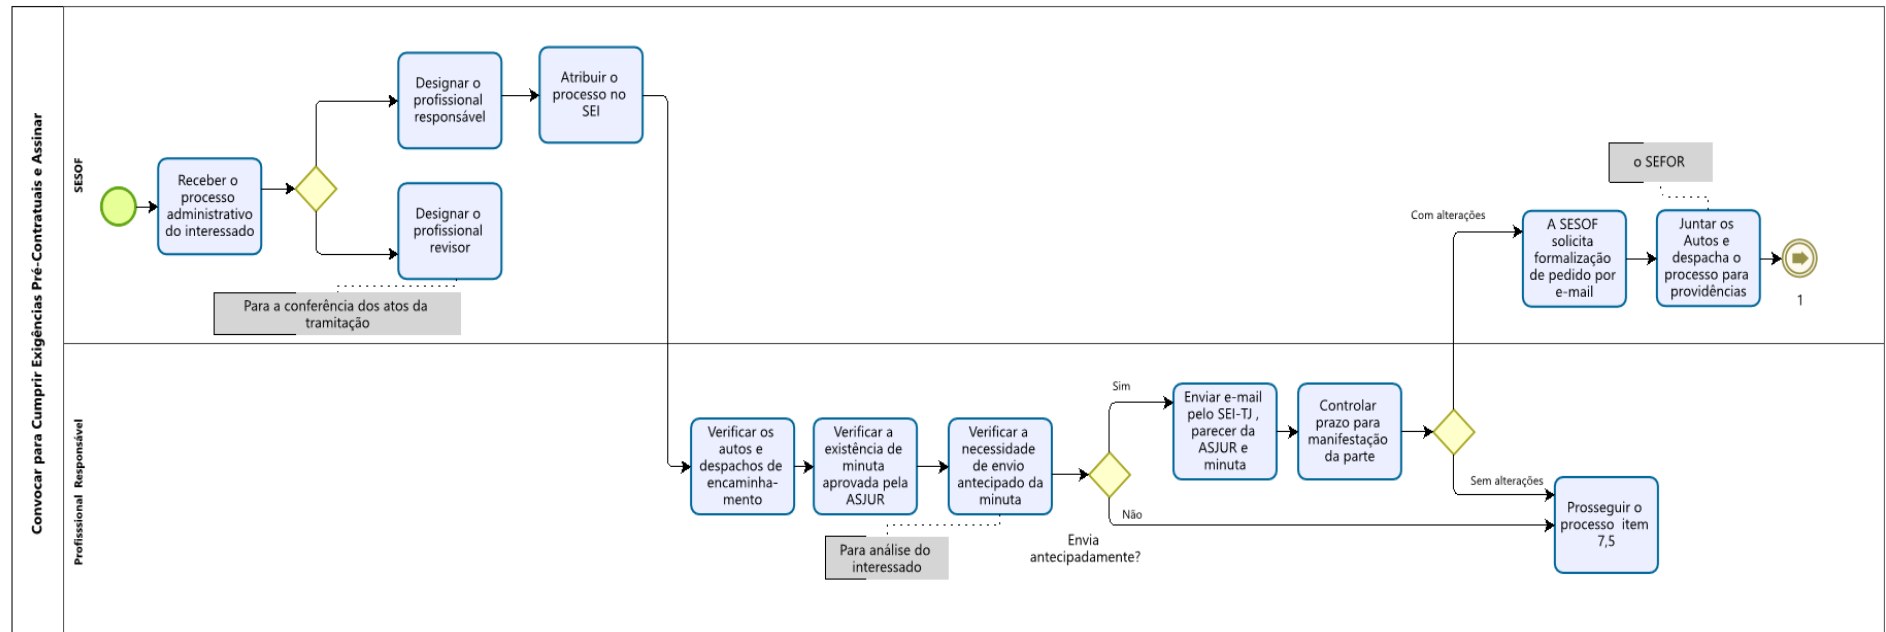 Convocar para Cumprir Exigências Pré-Contratuais e Assinar
SESOF
Receber o
processo
administrativo
do interessado
Designar o
profissional
responsável
Atribuir o
processo no
SEI
Designar o
profissional
revisor
Para a conferência dos atos da
tramitação
Com alterações
A SESOF
solicita
formalização
de pedido por
e-mail
o SEFOR
Juntar os
Autos e
despacha o
processo para
providências
1
Profisssional Responsável
Verificar os
autos e
despachos de
encaminha-
mento
Verificar a
existência de
minuta
aprovada pela
ASJUR
Verificar a
necessidade
de envio
antecipado da
minuta
Para análise do
interessado
Envia
antecipadamente?
Sim
Não
Enviar e-mail
pelo SEI-TJ ,
parecer da
ASJUR e
minuta
Controlar
prazo para
manifestação
da parte
Sem alterações
Prosseguir o
processo item
7,5